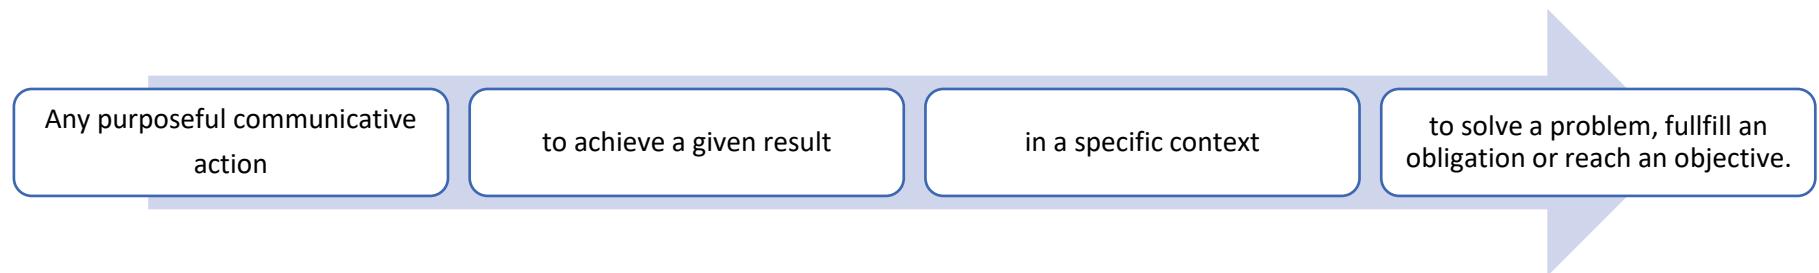 Any purposeful communicative
action
to achieve a given result
in a specific context
to solve a problem, fullfill an
obligation or reach an objective.